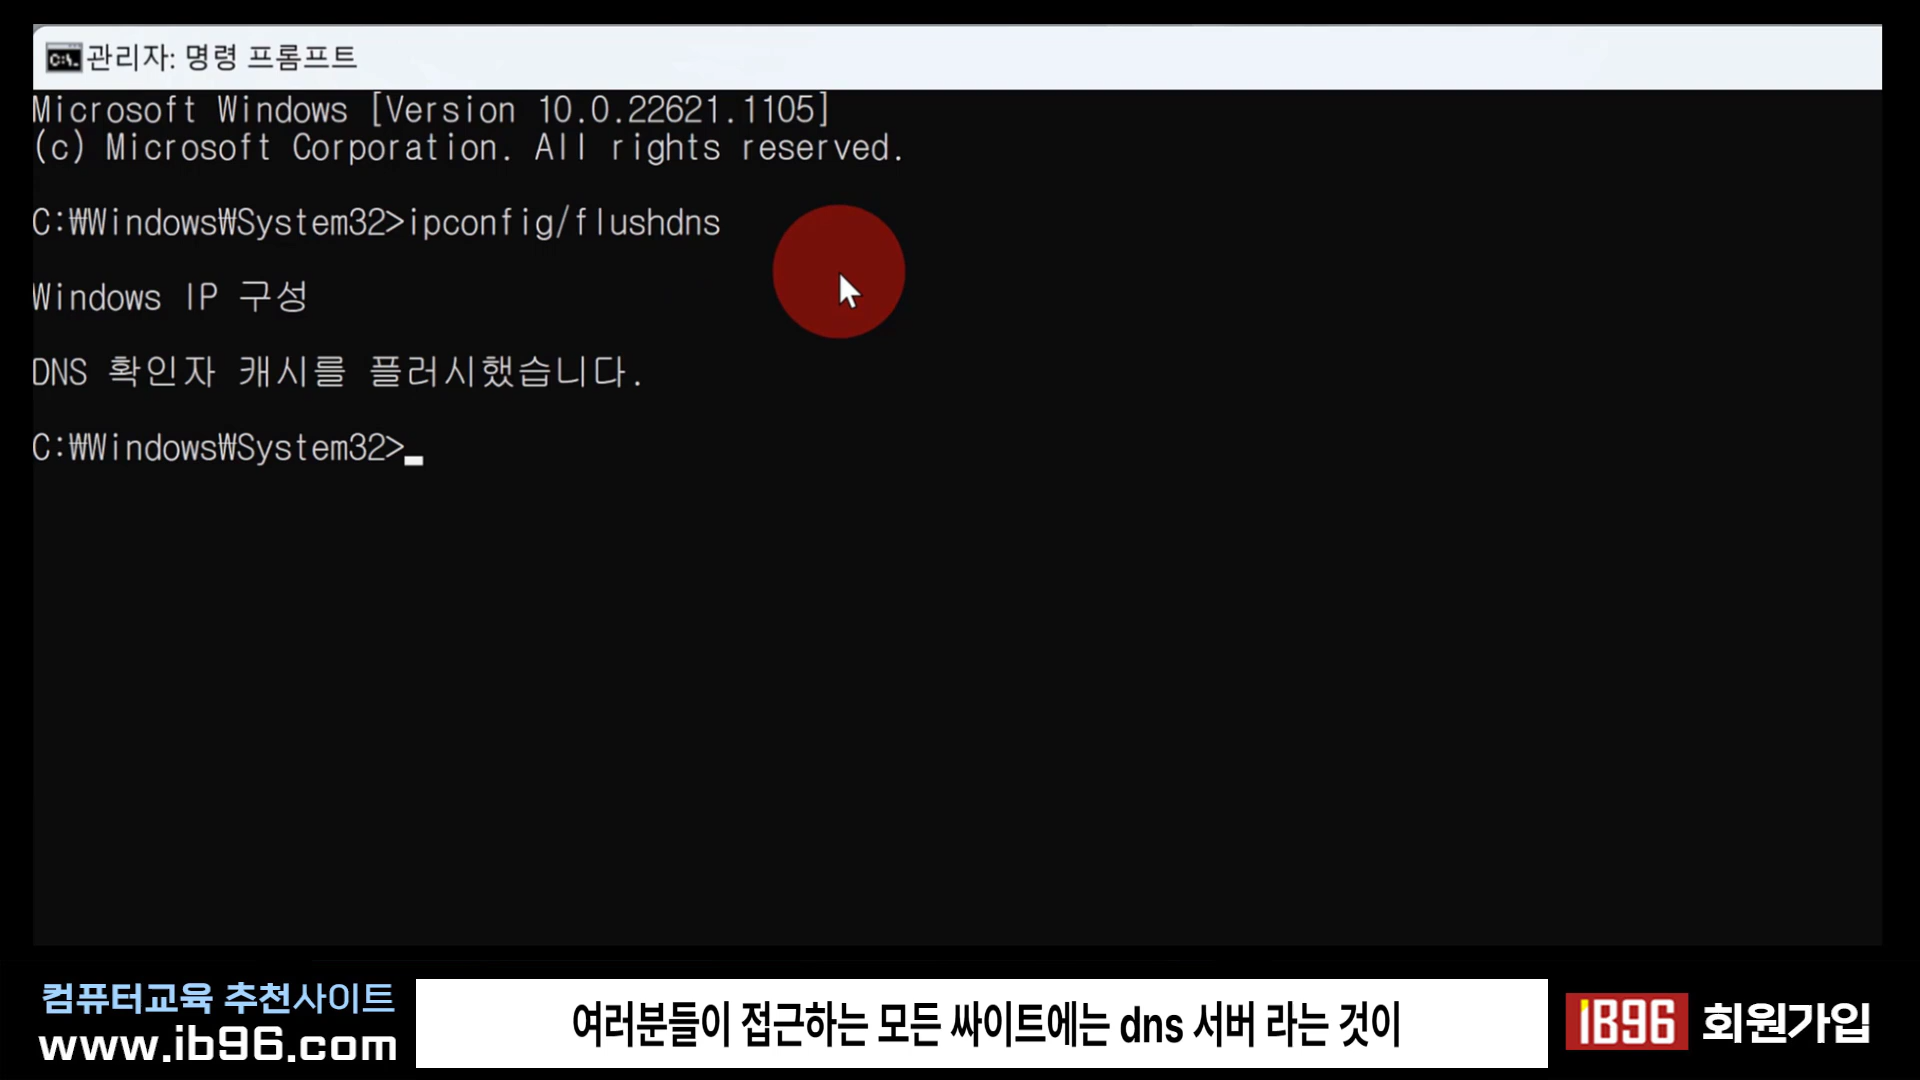 관리자: 명령 프롬프트
Microsoft Windows [Version 10.0.22621.1105]
(c) Microsoft Corporation. All rights reserved.
C:₩Windows₩System32>ipconfig/flushdns
Windows IP 구성
DNS 확인자 캐시를 플러시했습니다.
C:₩Windows₩System32>
컴퓨터교육 추천사이트
www.ib96.com
여러분들이 접근하는 모든 싸이트에는 dns 서버 라는 것이
IB96 회원가입